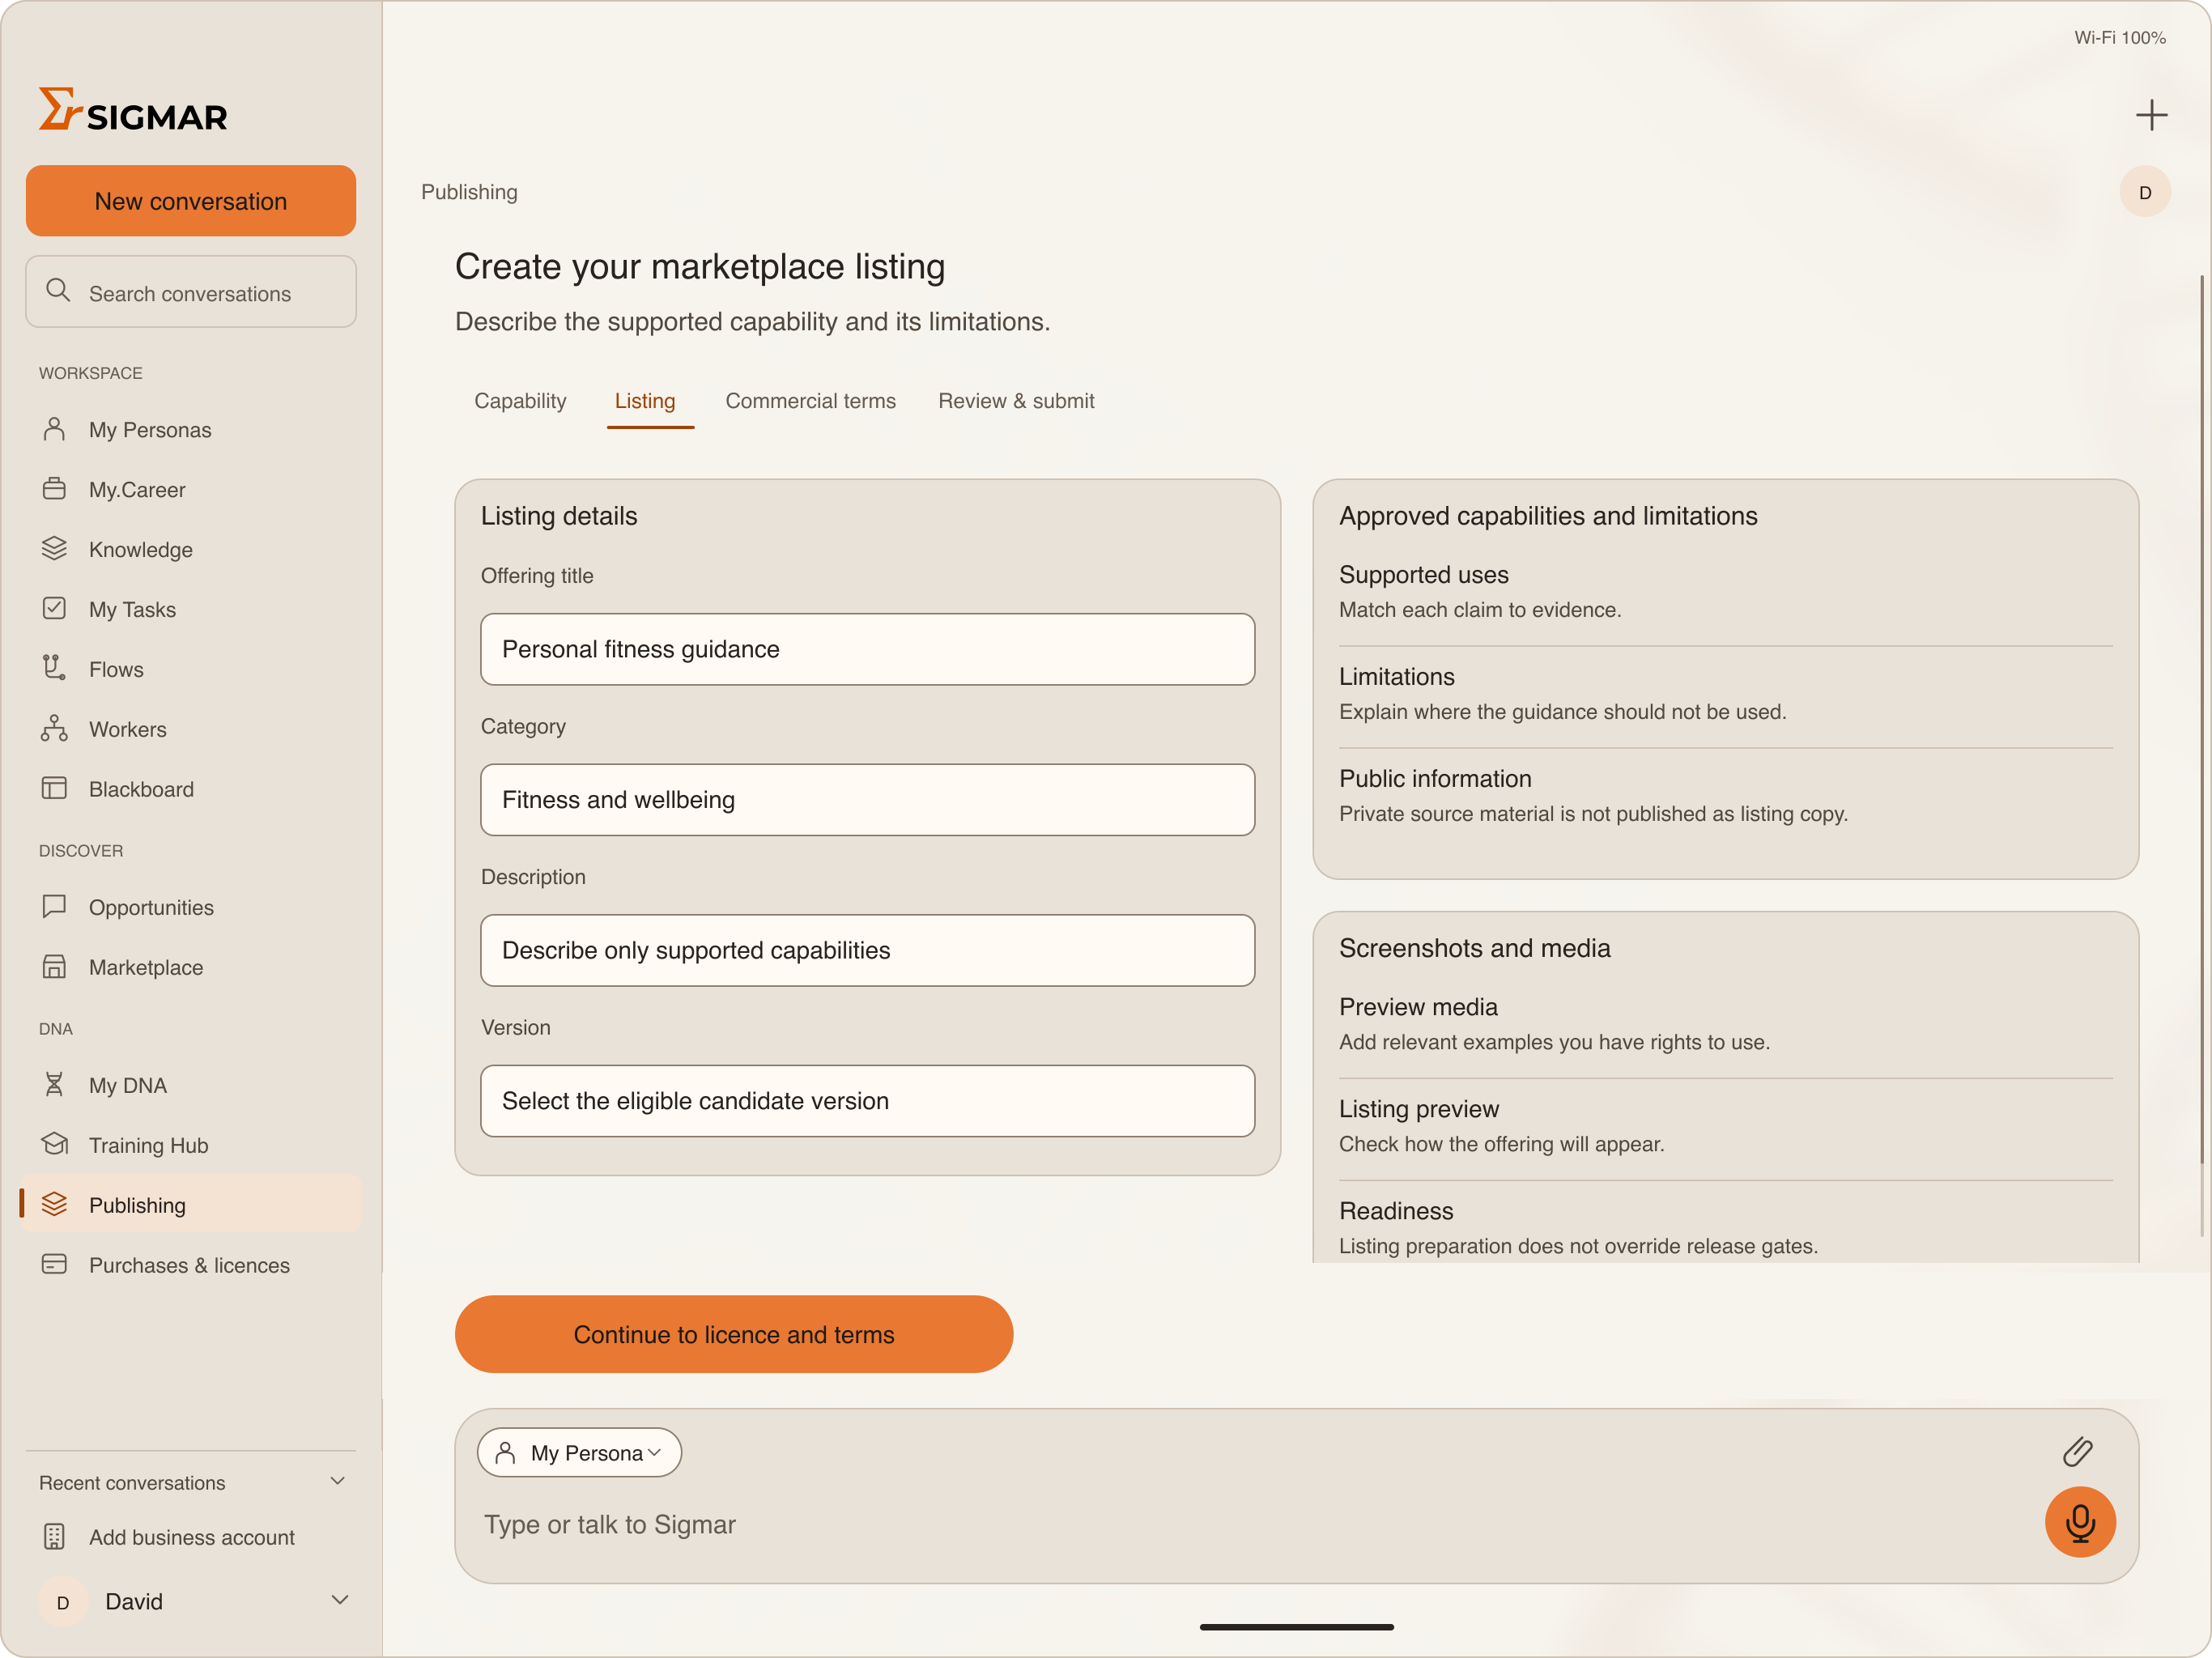 Wi-Fi 100%
Σr SIGMAR
New conversation
Search conversations
WORKSPACE
My Personas
My.Career
Knowledge
My Tasks
Flows
Workers
Blackboard
DISCOVER
Opportunities
Marketplace
DNA
My DNA
Training Hub
Publishing
Purchases & licences
Recent conversations
Add business account
D
David
Publishing
D
Create your marketplace listing
Describe the supported capability and its limitations.
Capability
Listing
Commercial terms
Review & submit
Listing details
Offering title
Personal fitness guidance
Category
Fitness and wellbeing
Description
Describe only supported capabilities
Version
Select the eligible candidate version
Approved capabilities and limitations
Supported uses
Match each claim to evidence.
Limitations
Explain where the guidance should not be used.
Public information
Private source material is not published as listing copy.
Screenshots and media
Preview media
Add relevant examples you have rights to use.
Listing preview
Check how the offering will appear.
Readiness
Listing preparation does not override release gates.
Continue to licence and terms
My Persona
Type or talk to Sigmar